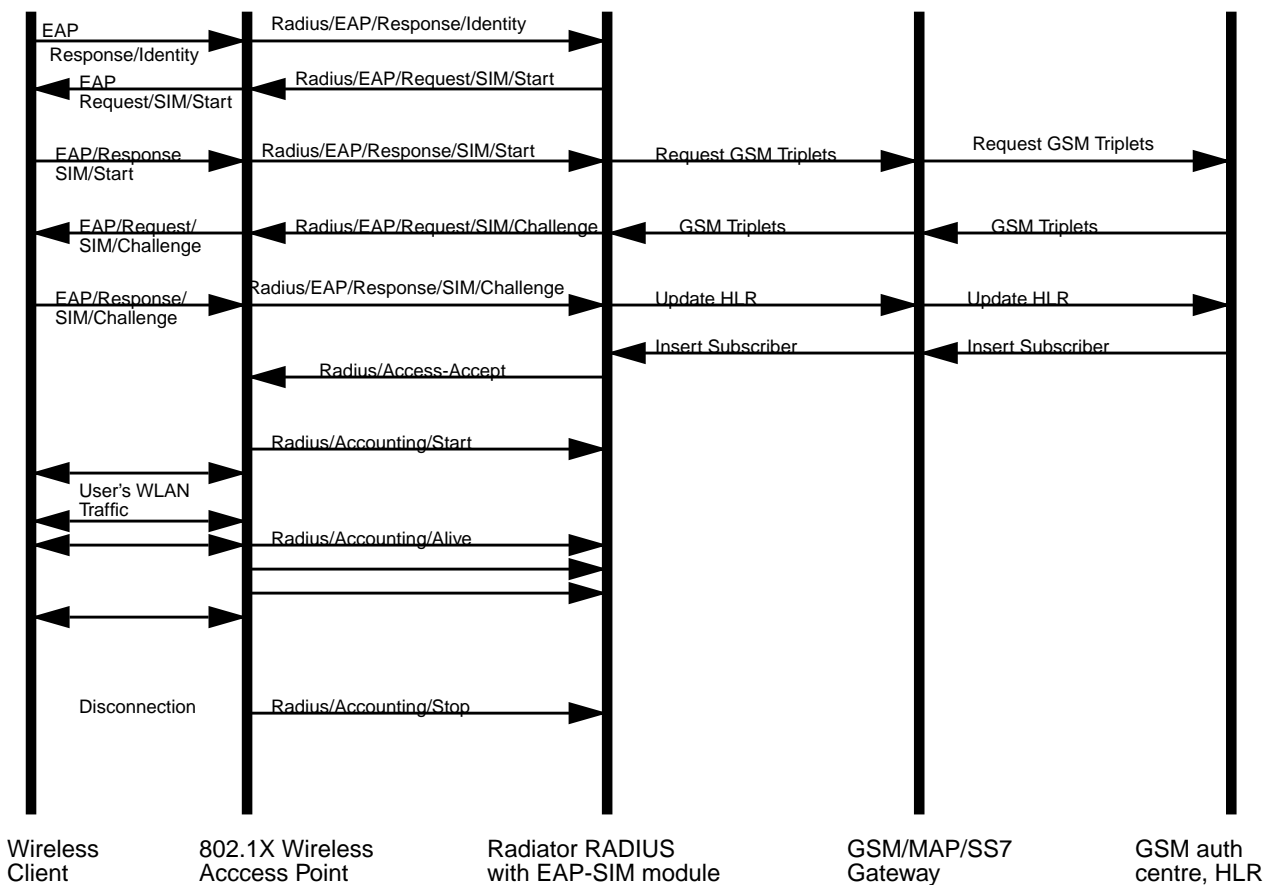 EAP
Radius/EAP/Response/Identity
Response/Identity
EAP
Request/SIM/Start
Radius/EAP/Request/SIM/Start
EAP/Response
SIM/Start
Radius/EAP/Response/SIM/Start
Request GSM Triplets
Request GSM Triplets
EAP/Request/
SIM/Challenge
Radius/EAP/Request/SIM/Challenge
GSM Triplets
GSM Triplets
EAP/Response/
SIM/Challenge
Radius/EAP/Response/SIM/Challenge
Update HLR
Update HLR
Insert Subscriber
Insert Subscriber
Radius/Access-Accept
Radius/Accounting/Start
User's WLAN
Traffic
Radius/Accounting/Alive
Disconnection
Radius/Accounting/Stop
Wireless
Client
802.1X Wireless
Acccess Point
Radiator RADIUS
with EAP-SIM module
GSM/MAP/SS7
Gateway
GSM auth
centre, HLR